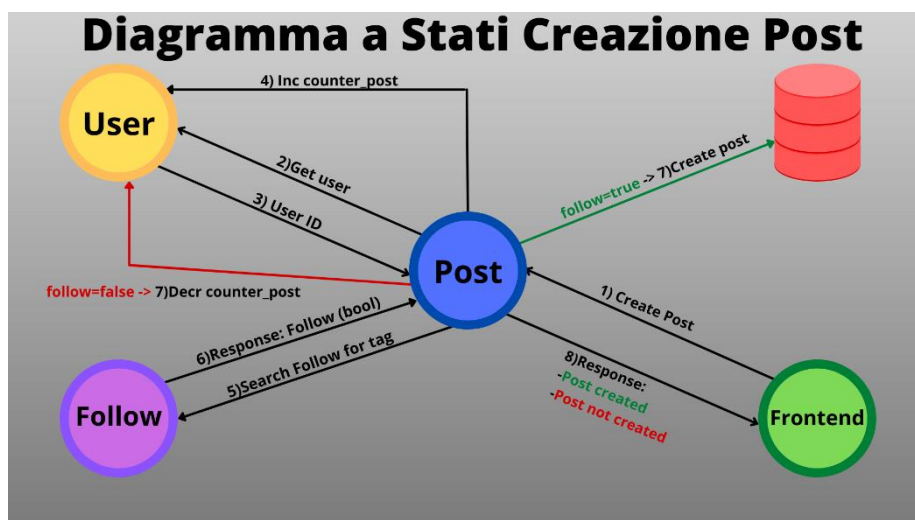 Diagramma a Stati Creazione Post
4) Inc counter_post
User
2)Get user
3) User ID
follow=true -> 7)Create post
Post
follow=false -> 7)Decr counter_post
1) Create Post
6)Response: Follow (bool)
5)Search Follow for tag
8)Response:
-Post created
-Post not created
Follow
Frontend